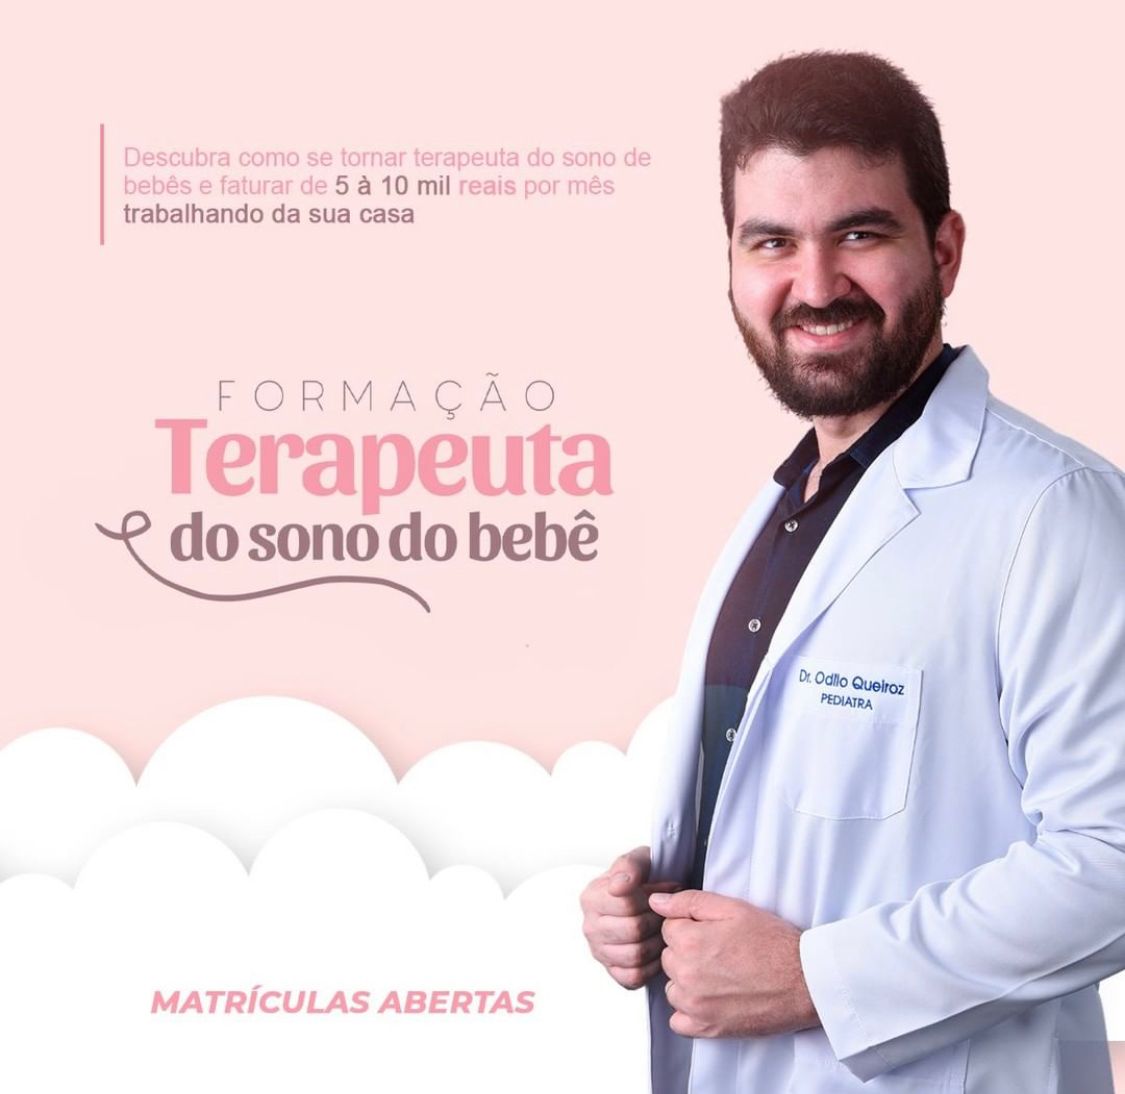 Descubra como se tornar terapeuta do sono de
bebês e faturar de 5 à 10 mil reais por mês
trabalhando da sua casa
FORMAÇÃO
Terapeuta
do sono do bebê
Dr. Odilo Queiroz
PEDIATRA
MATRÍCULAS ABERTAS